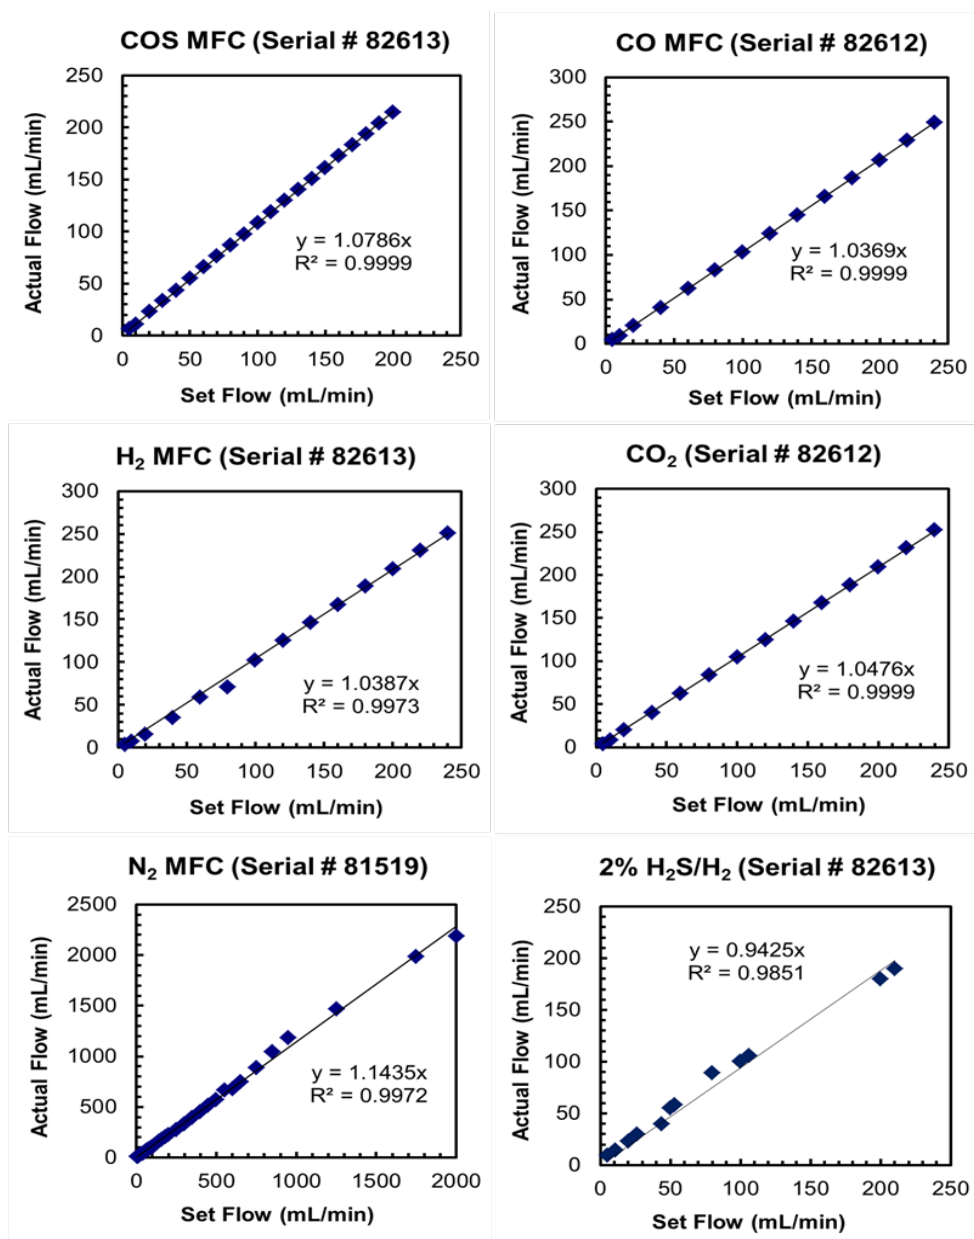 COS MFC (Serial # 82613)
250
200
150
100
50
0
0 50 100 150 200 250
Actual Flow (mL/min)
Set Flow (mL/min)
y = 1.0786x
R² = 0.9999
CO MFC (Serial # 82612)
300
250
200
150
100
50
0
0 50 100 150 200 250
Actual Flow (mL/min)
Set Flow (mL/min)
y = 1.0369x
R² = 0.9999
H₂ MFC (Serial # 82613)
300
250
200
150
100
50
0
0 50 100 150 200 250
Actual Flow (mL/min)
Set Flow (mL/min)
y = 1.0387x
R² = 0.9973
CO₂ (Serial # 82612)
300
250
200
150
100
50
0
0 50 100 150 200 250
Actual Flow (mL/min)
Set Flow (mL/min)
y = 1.0476x
R² = 0.9999
N₂ MFC (Serial # 81519)
2500
2000
1500
1000
500
0
0 500 1000 1500 2000
Actual Flow (mL/min)
Set Flow (mL/min)
y = 1.1435x
R² = 0.9972
2% H₂S/H₂ (Serial # 82613)
250
200
150
100
50
0
0 50 100 150 200 250
Actual Flow (mL/min)
Set Flow (mL/min)
y = 0.9425x
R² = 0.9851